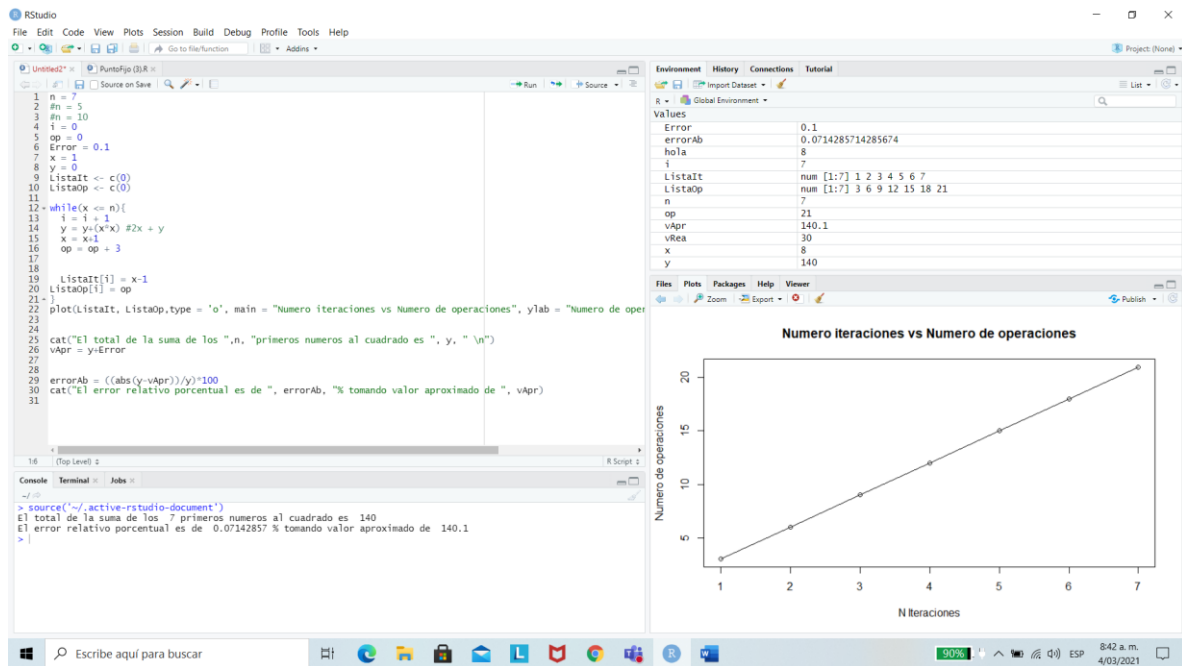 RStudio
File Edit Code View Plots Session Build Debug Profile Tools Help
Go to file/function Addins Project: (None)
Untitled2* PuntoFijo (3).R
Source on Save Run Source
1 n = 7
2 #n = 5
3 #n = 10
4 i = 0
5 op = 0
6 Error = 0.1
7 x = 1
8 y = 0
9 ListaIt <- c(0)
10 ListaOp <- c(0)
11
12 while(x <= n){
13 i = i + 1
14 y = y+(x*x) #2x + y
15 x = x+1
16 op = op + 3
17
18
19 ListaIt[i] = x-1
20 ListaOp[i] = op
21 }
22 plot(ListaIt, ListaOp,type = 'o', main = "Numero iteraciones vs Numero de operaciones", ylab = "Numero de oper
23
24
25 cat("El total de la suma de los ",n, "primeros numeros al cuadrado es ", y, " \n")
26 vApr = y+Error
27
28
29 errorAb = ((abs(y-vApr))/y)*100
30 cat("El error relativo porcentual es de ", errorAb, "% tomando valor aproximado de ", vApr)
31
1:6 (Top Level) R Script
Console Terminal Jobs
~/
> source('~/.active-rstudio-document')
El total de la suma de los 7 primeros numeros al cuadrado es 140
El error relativo porcentual es de 0.07142857 % tomando valor aproximado de 140.1
>
Environment History Connections Tutorial
Import Dataset List
R Global Environment
Values
Error 0.1
errorAb 0.0714285714285674
hola 8
i 7
ListaIt num [1:7] 1 2 3 4 5 6 7
ListaOp num [1:7] 3 6 9 12 15 18 21
n 7
op 21
vApr 140.1
vRea 30
x 8
y 140
Files Plots Packages Help Viewer
Zoom Export Publish
Numero iteraciones vs Numero de operaciones
Numero de operaciones
20
15
10
5
1 2 3 4 5 6 7
N Iteraciones
Escribe aquí para buscar
L
R
90%
ESP
8:42 a. m.
4/03/2021